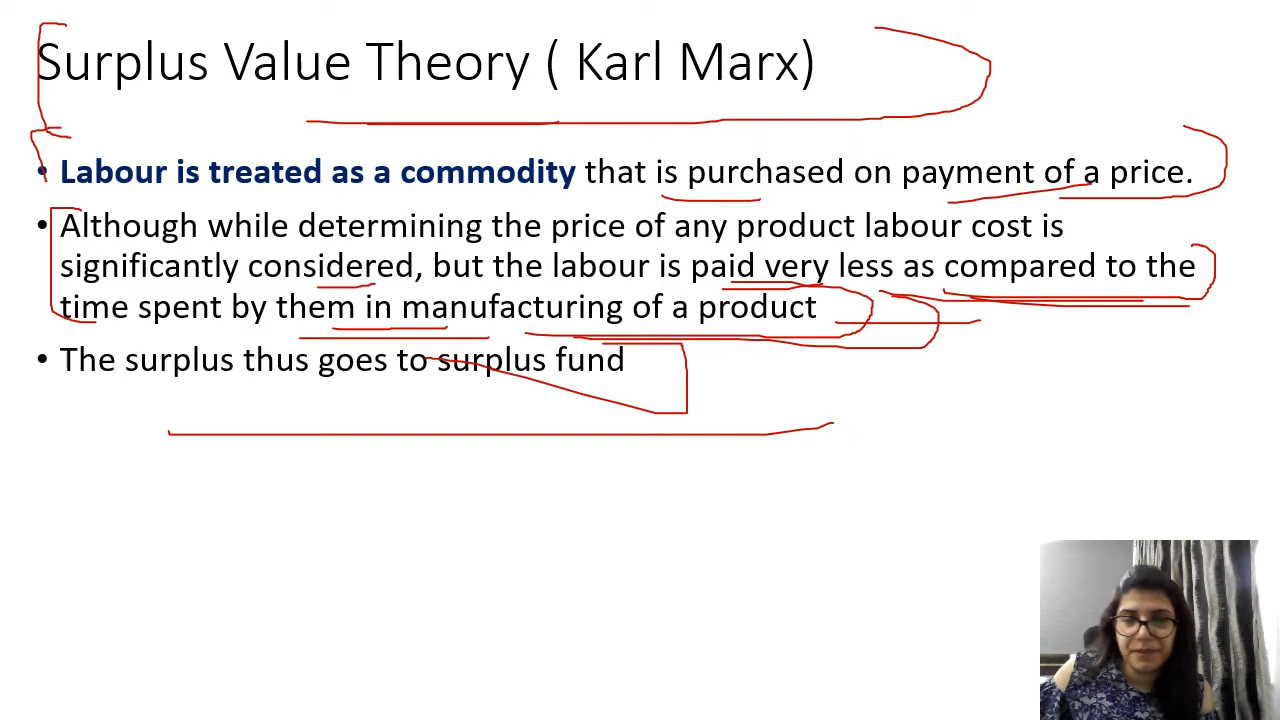 Surplus Value Theory ( Karl Marx)
• Labour is treated as a commodity that is purchased on payment of a price.
• Although while determining the price of any product labour cost is
significantly considered, but the labour is paid very less as compared to the
time spent by them in manufacturing of a product
• The surplus thus goes to surplus fund